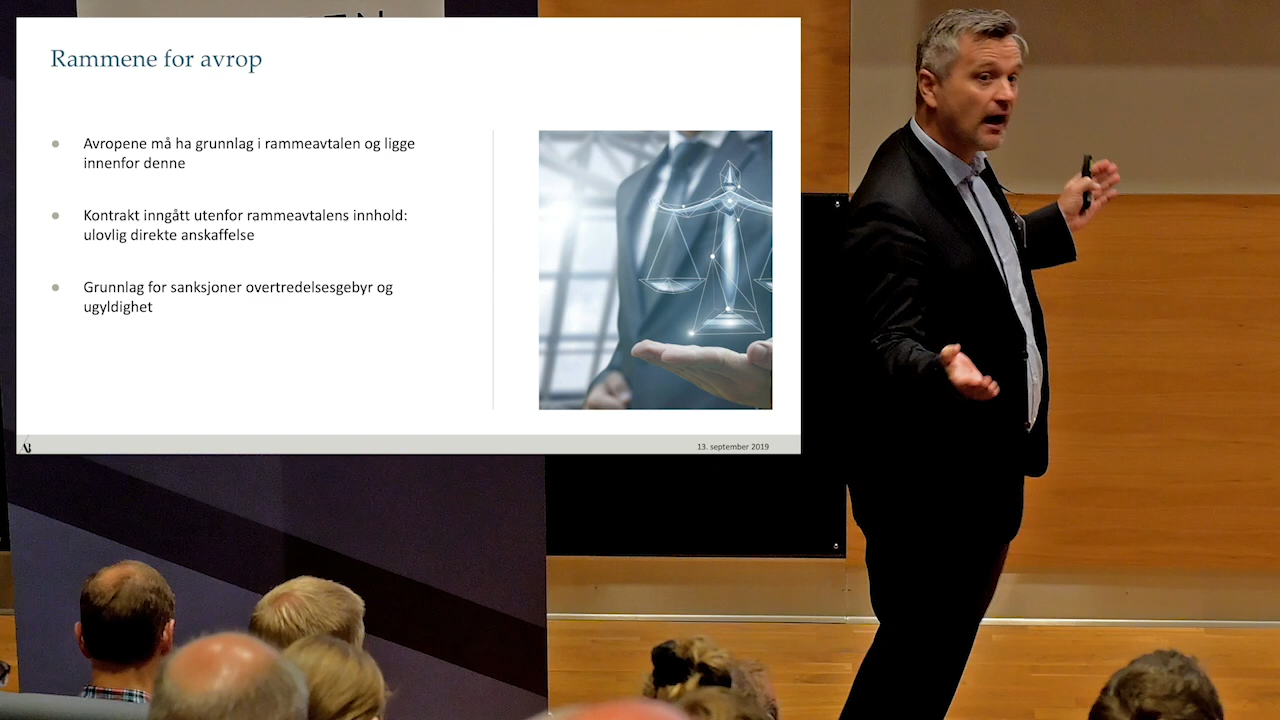 Rammene for avrop
Avropene må ha grunnlag i rammeavtalen og ligge
innenfor denne
Kontrakt inngått utenfor rammeavtalens innhold:
ulovlig direkte anskaffelse
Grunnlag for sanksjoner overtredelsesgebyr og
ugyldighet
13. september 2019